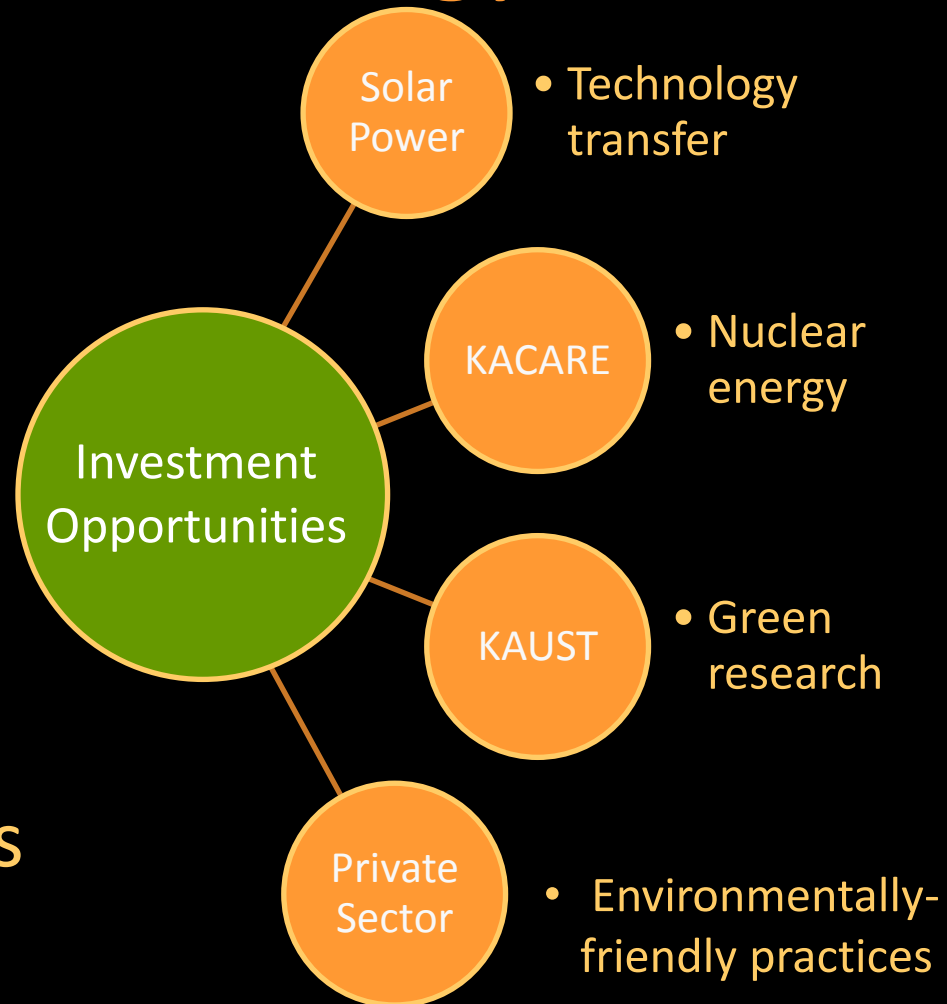 Solar
Power
• Technology
transfer
KACARE
• Nuclear
energy
Investment
Opportunities
KAUST
• Green
research
s
Private
Sector
• Environmentally-
friendly practices